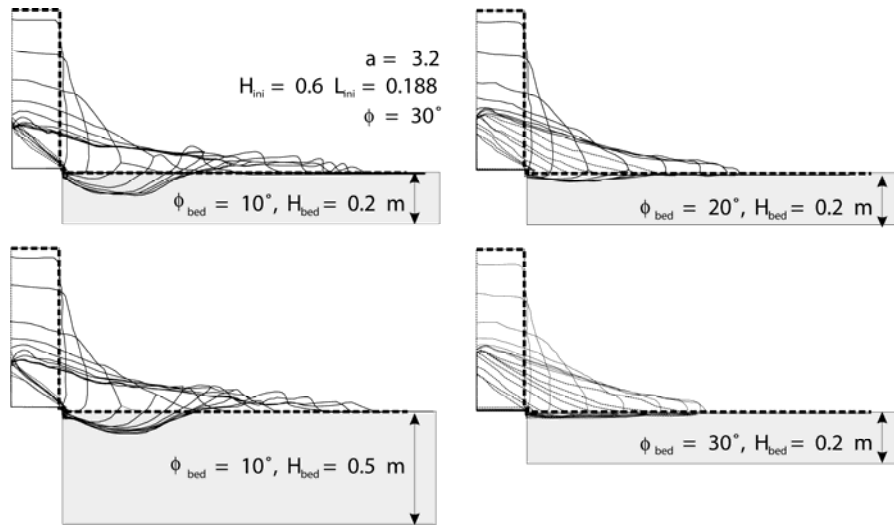 a = 3.2
H_ini = 0.6 L_ini = 0.188
ϕ = 30°
ϕ_bed = 10°, H_bed = 0.2 m
ϕ_bed = 20°, H_bed = 0.2 m
ϕ_bed = 10°, H_bed = 0.5 m
ϕ_bed = 30°, H_bed = 0.2 m